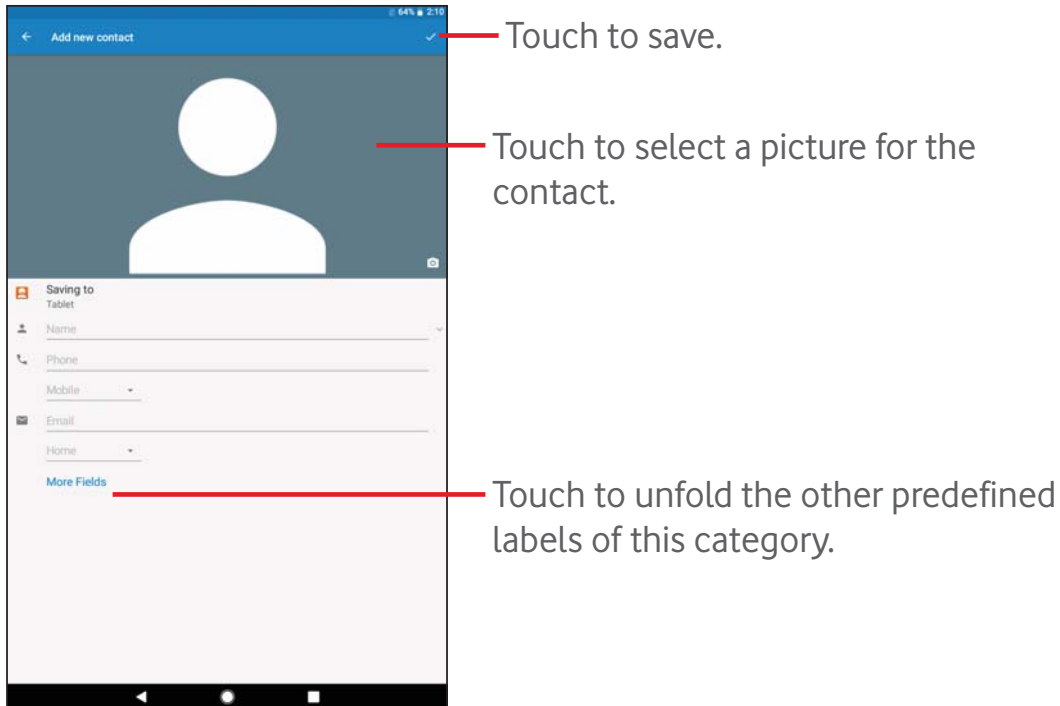 64% 2:10
Add new contact
Touch to save.
Touch to select a picture for the
contact.
Saving to
Tablet
Name
Phone
Mobile
Email
Home
More Fields
Touch to unfold the other predefined
labels of this category.